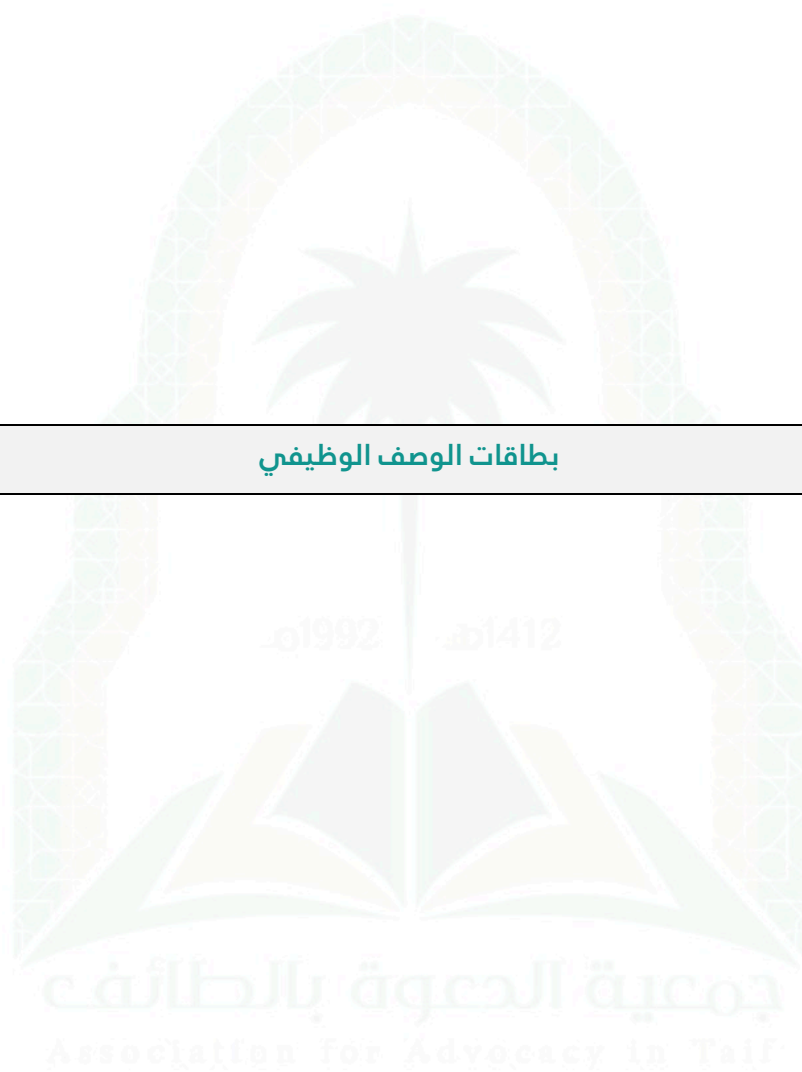 بطاقات الوصف الوظيفي
1412هـ 1992م
جمعية الدعوة بالطائف
Association for Advocacy in Taif